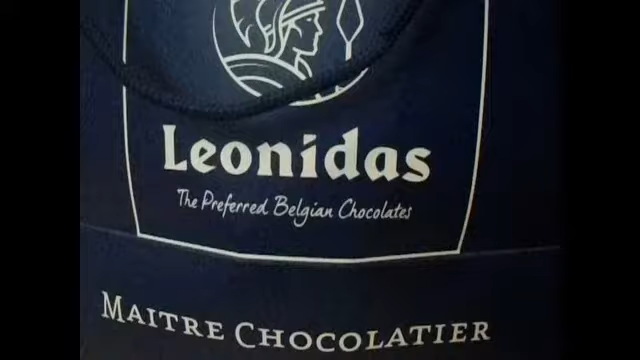 Leonidas
The Preferred Belgian Chocolates
MAITRE CHOCOLATIER